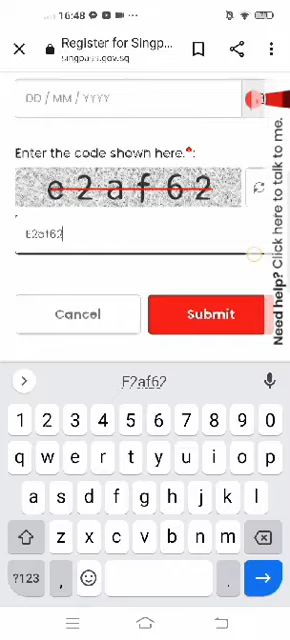 16:48
Register for Singp...
singpass.gov.sg
DD / MM / YYYY
Enter the code shown here.*:
e2af62
E2af62
Need help? Click here to talk to me.
Cancel
Submit
F2af62
1 2 3 4 5 6 7 8 9 0
q w e r t y u i o p
a s d f g h j k l
z x c v b n m
?123 , .